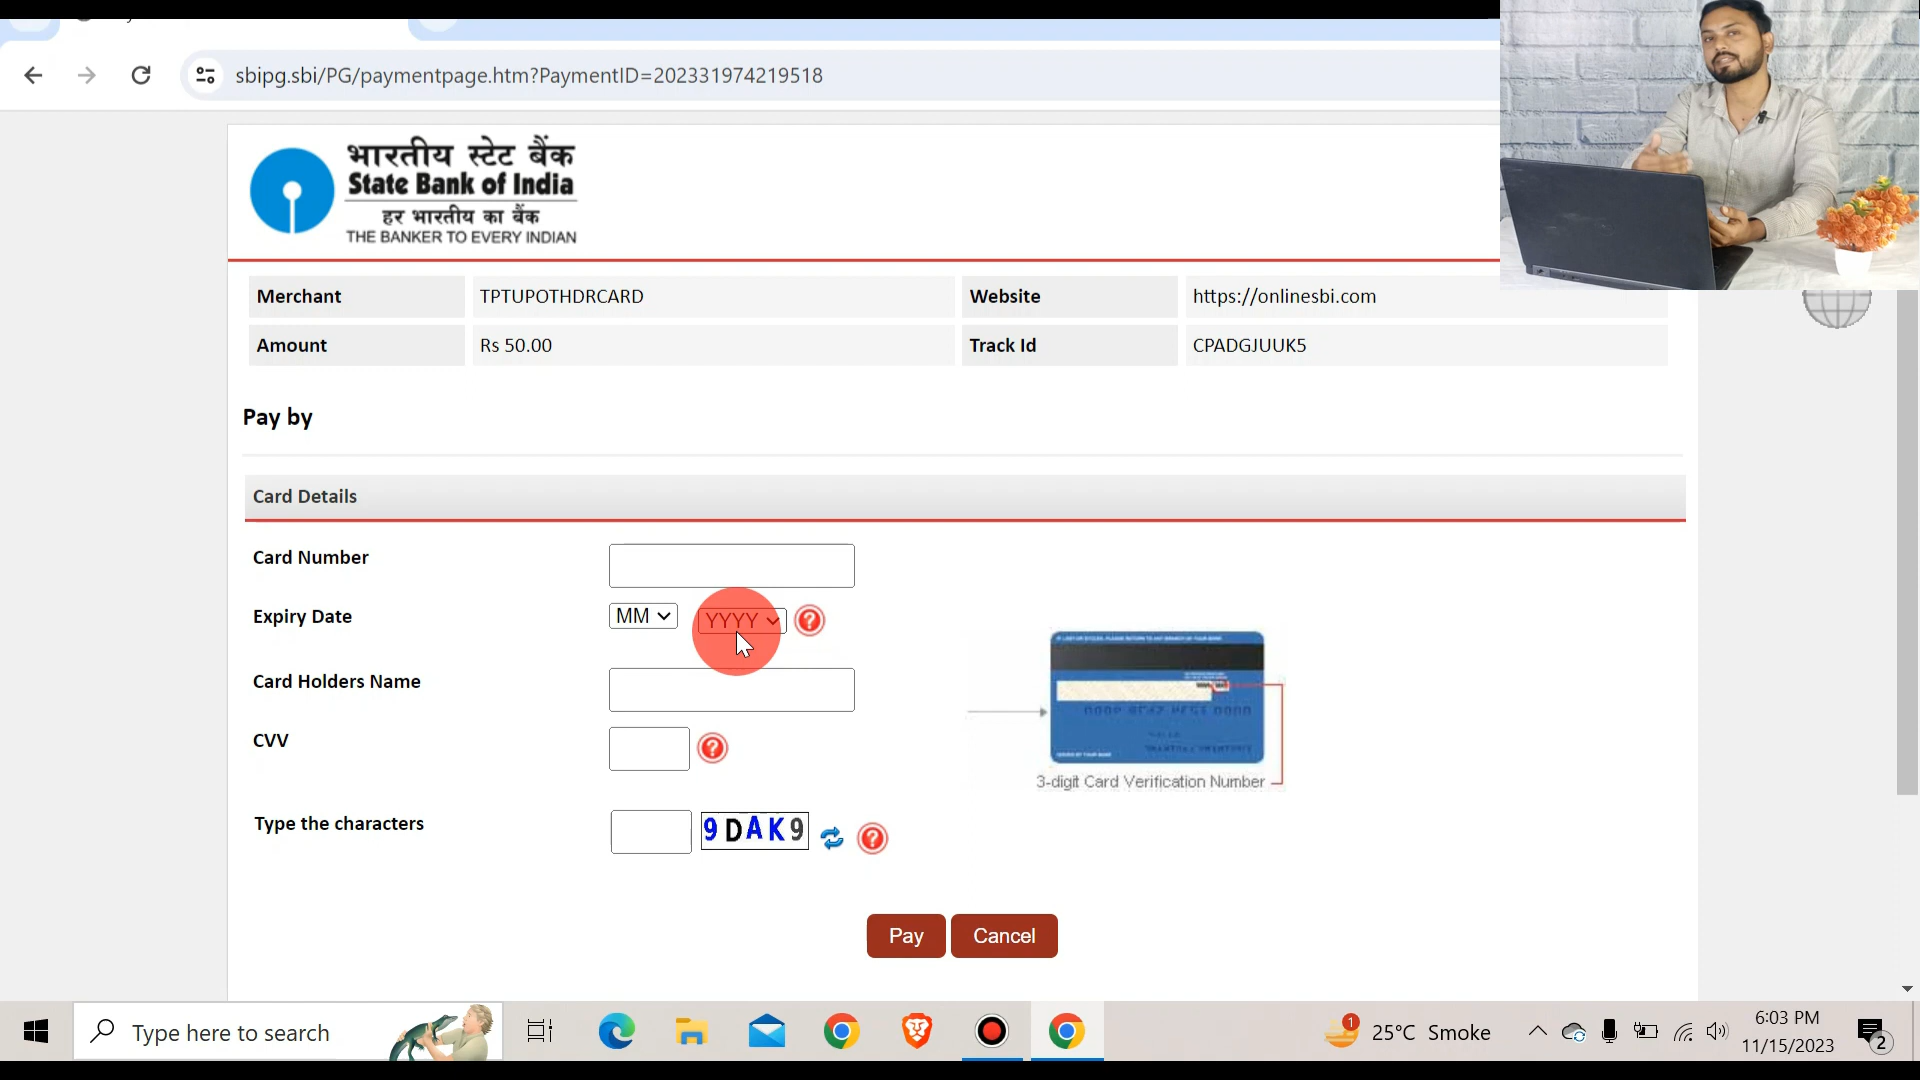 sbipg.sbi/PG/paymentpage.htm?PaymentID=202331974219518
भारतीय स्टेट बैंक
State Bank of India
हर भारतीय का बैंक
THE BANKER TO EVERY INDIAN
Merchant TPTUPOTHDRCARD Website https://onlinesbi.com
Amount Rs 50.00 Track Id CPADGJUUK5
Pay by
Card Details
Card Number
Expiry Date MM YYYY ?
Card Holders Name
CVV ?
3-digit Card Verification Number
Type the characters 9DAK9 ?
Pay Cancel
Type here to search
1 25°C Smoke
6:03 PM
11/15/2023
2